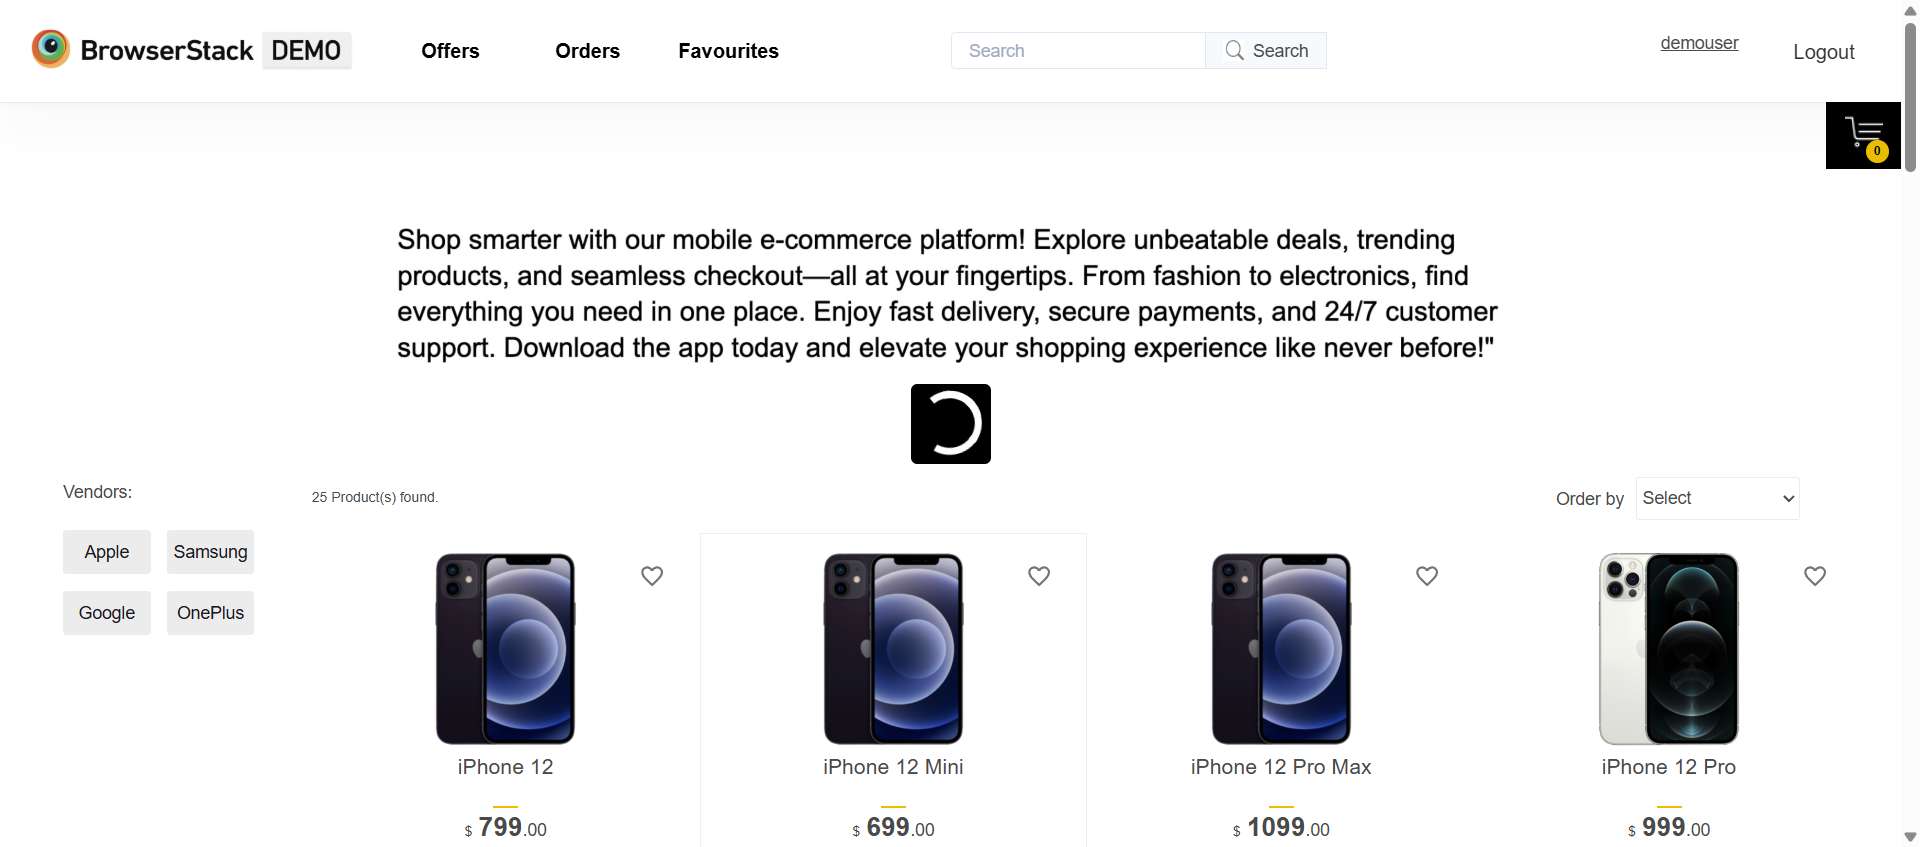 BrowserStack DEMO
Offers
Orders
Favourites
Search
Search
demouser
Logout
0
Shop smarter with our mobile e-commerce platform! Explore unbeatable deals, trending
products, and seamless checkout—all at your fingertips. From fashion to electronics, find
everything you need in one place. Enjoy fast delivery, secure payments, and 24/7 customer
support. Download the app today and elevate your shopping experience like never before!"
Vendors:
Apple
Samsung
Google
OnePlus
25 Product(s) found.
Order by
Select
iPhone 12
$ 799.00
iPhone 12 Mini
$ 699.00
iPhone 12 Pro Max
$ 1099.00
iPhone 12 Pro
$ 999.00